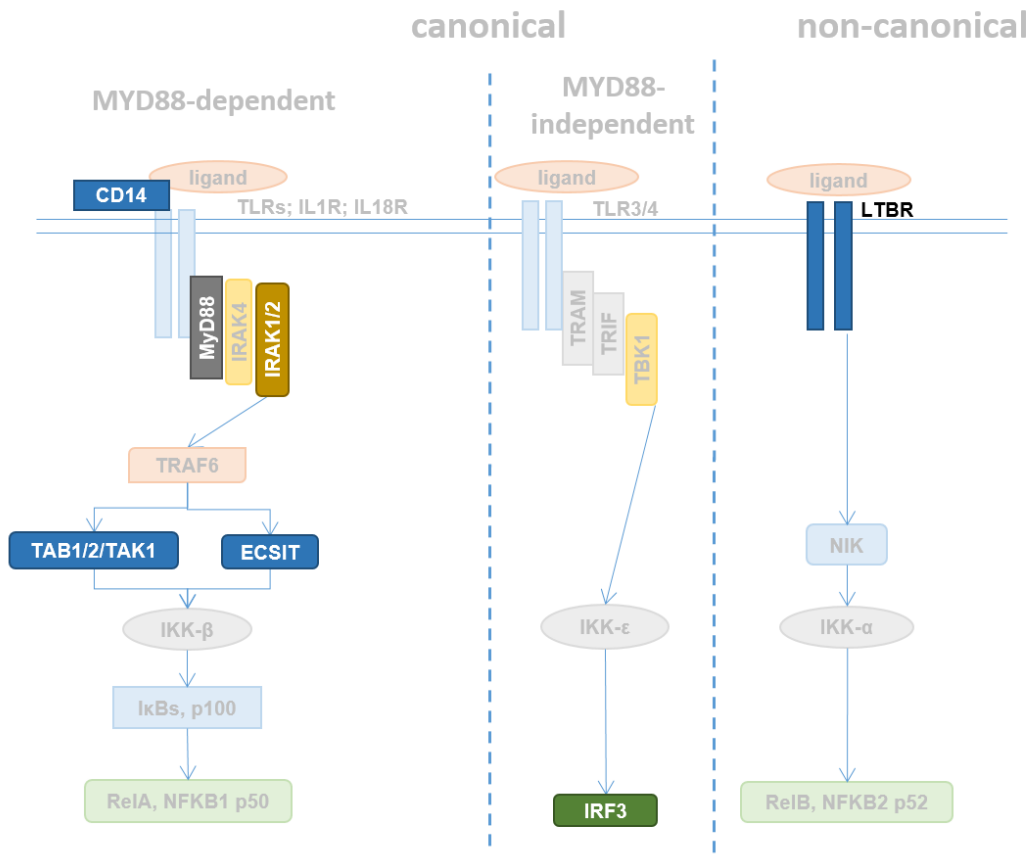 canonical
non-canonical
MYD88-dependent
MYD88-
independent
ligand
CD14
TLRs; IL1R; IL18R
ligand
TLR3/4
ligand
LTBR
MyD88
IRAK4
IRAK1/2
TRAM
TRIF
TBK1
TRAF6
TAB1/2/TAK1
ECSIT
NIK
IKK-β
IKK-ε
IKK-α
IκBs, p100
RelA, NFKB1 p50
IRF3
RelB, NFKB2 p52